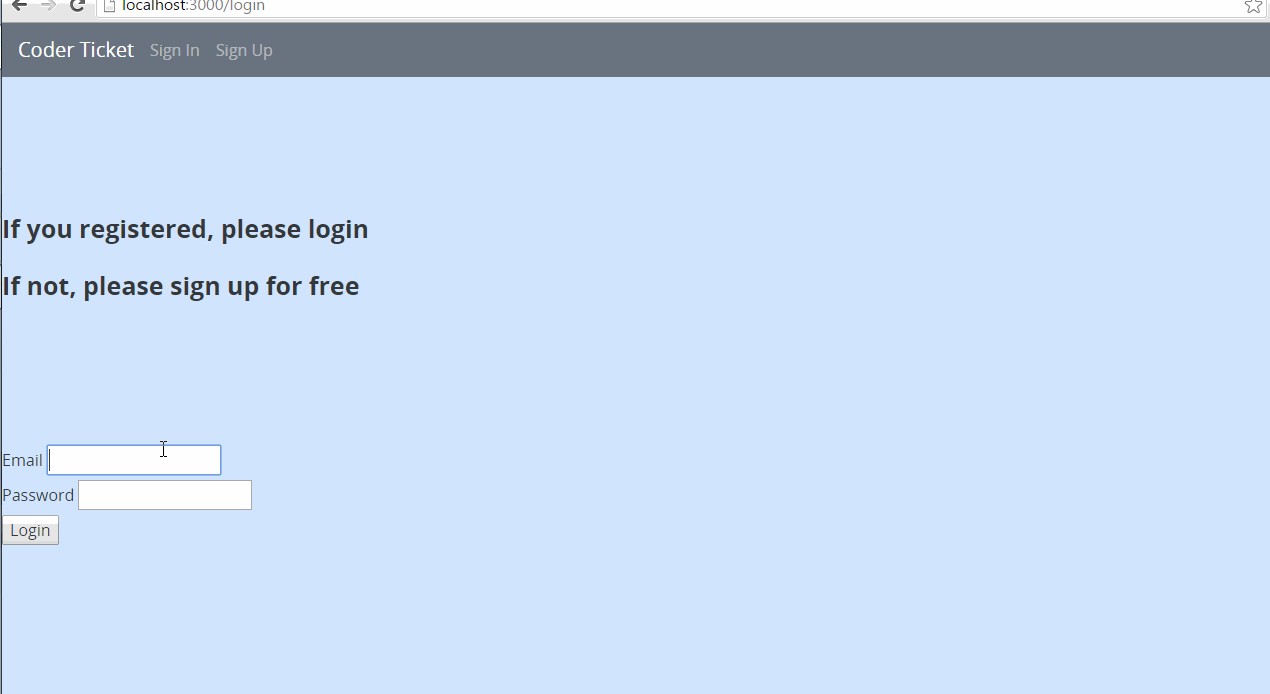 localhost:3000/login
Coder Ticket Sign In Sign Up
If you registered, please login
If not, please sign up for free
Email
Password
Login